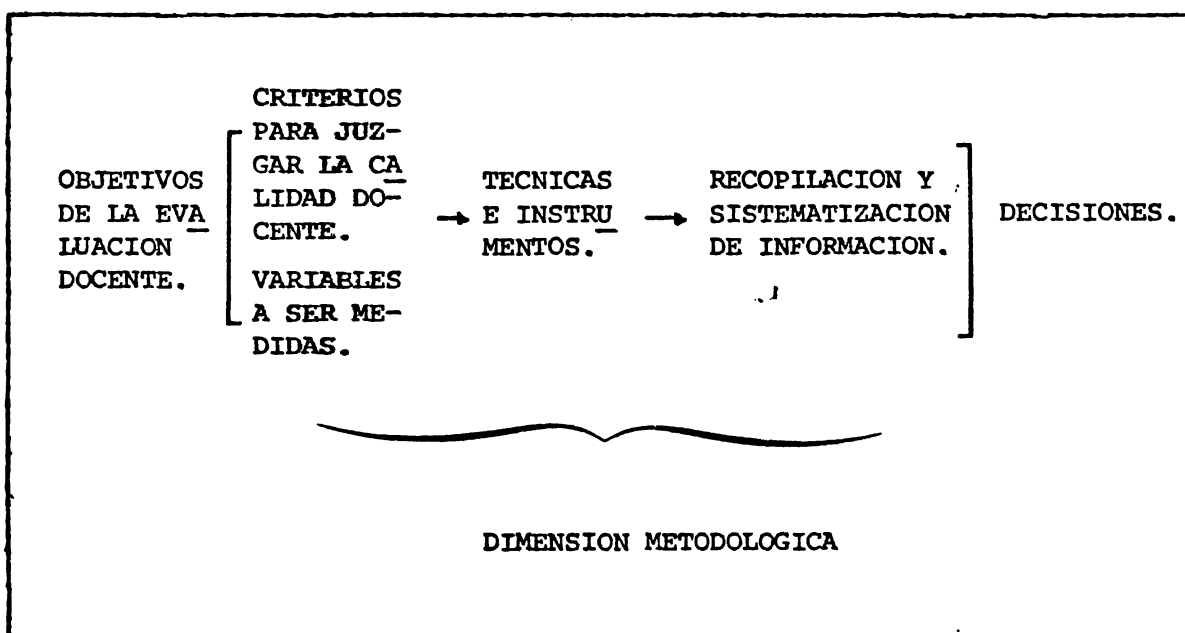 OBJETIVOS
DE LA EVA
LUACION
DOCENTE.
CRITERIOS
PARA JUZ-
GAR LA CA
LIDAD DO-
CENTE.
VARIABLES
A SER ME-
DIDAS.
TECNICAS
E INSTRU
MENTOS.
RECOPILACION Y
SISTEMATIZACION
DE INFORMACION.
DECISIONES.
DIMENSION METODOLOGICA